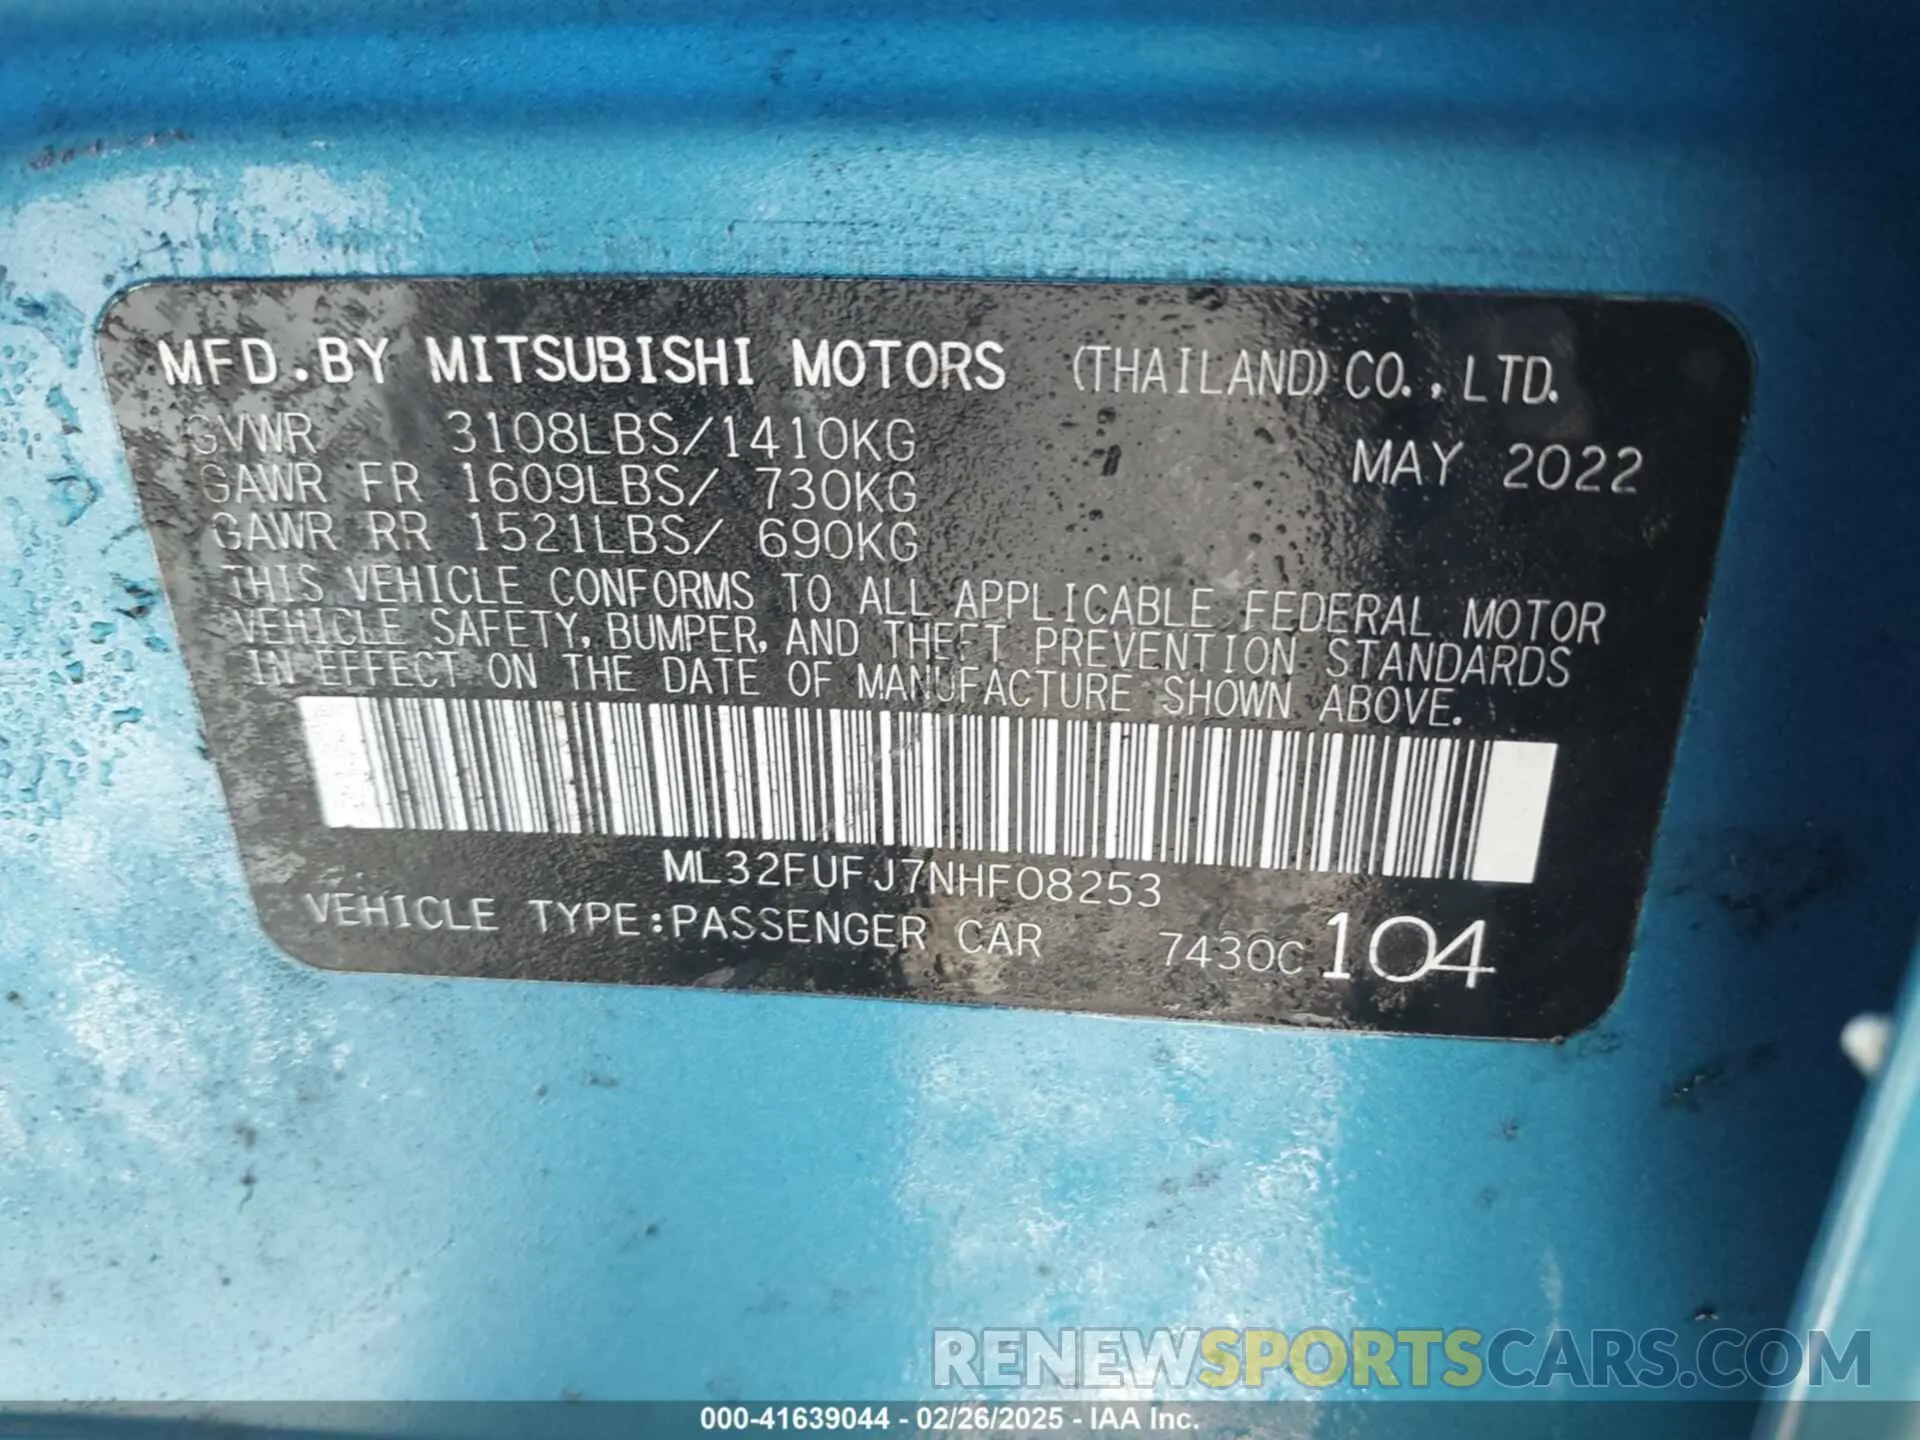 MFD.BY MITSUBISHI MOTORS (THAILAND) CO., LTD.
GVWR 3108LBS/1410KG MAY 2022
GAWR FR 1609LBS/ 730KG
GAWR RR 1521LBS/ 690KG
THIS VEHICLE CONFORMS TO ALL APPLICABLE FEDERAL MOTOR
VEHICLE SAFETY, BUMPER, AND THEFT PREVENTION STANDARDS
IN EFFECT ON THE DATE OF MANUFACTURE SHOWN ABOVE.
ML32FUFJ7NHF08253
VEHICLE TYPE:PASSENGER CAR 7430C 104
RENEWSPORTSCARS.COM
000-41639044 - 02/26/2025 - IAA Inc.